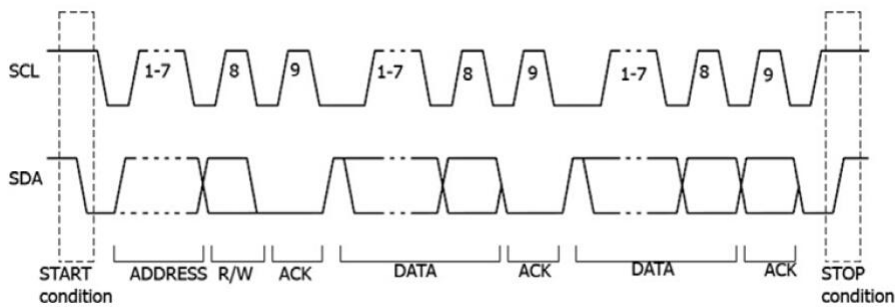 SCL 1-7 8 9 1-7 8 9 1-7 8 9
SDA
START ADDRESS R/W ACK DATA ACK DATA ACK STOP
condition condition